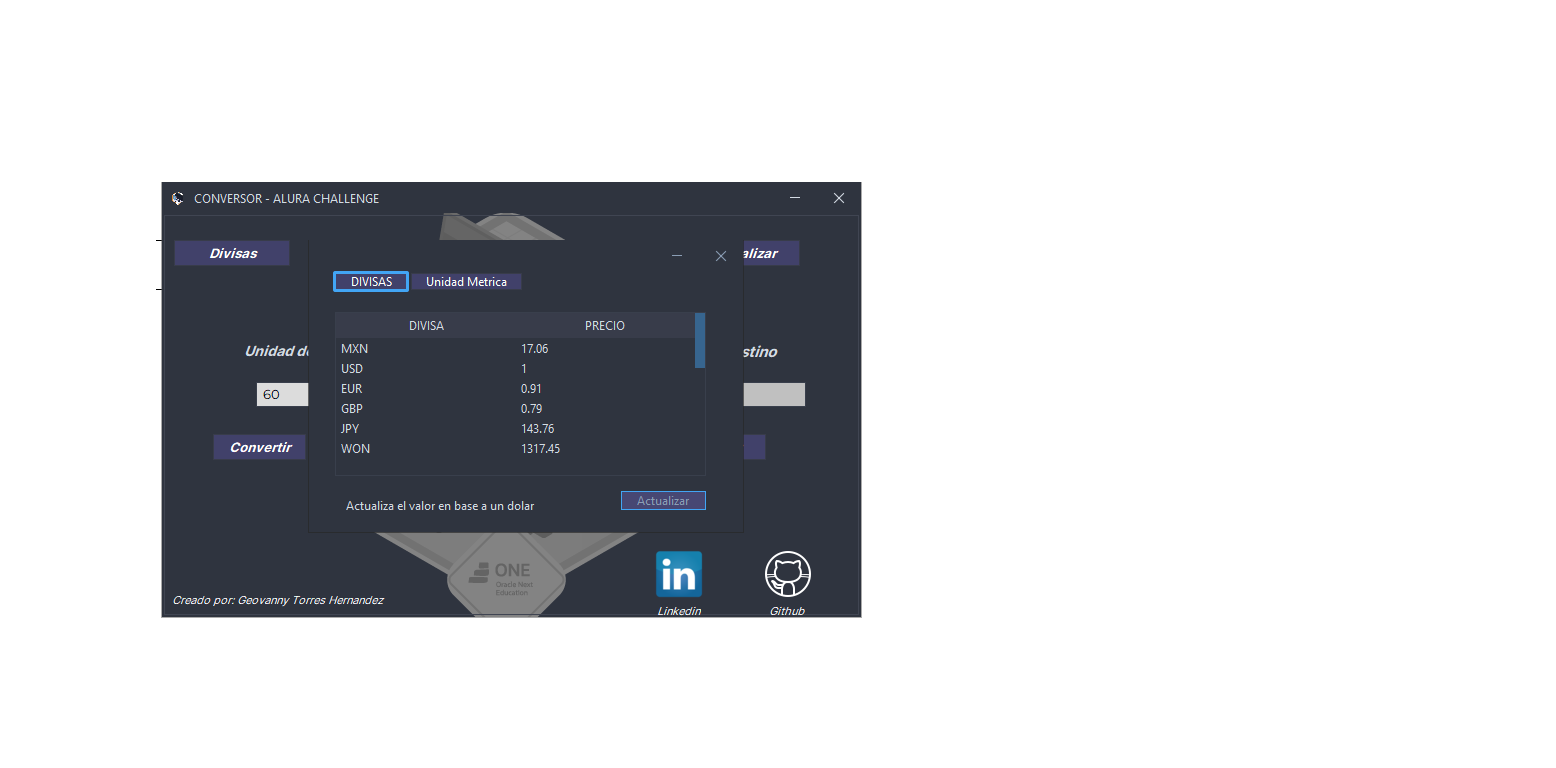 CONVERSOR - ALURA CHALLENGE
Divisas
alizar
DIVISAS Unidad Metrica
DIVISA PRECIO
MXN 17.06
USD 1
EUR 0.91
GBP 0.79
JPY 143.76
WON 1317.45
Unidad de
stino
60
Convertir
Actualiza el valor en base a un dolar
Actualizar
ONE
Oracle Next
Education
in
Creado por: Geovanny Torres Hernandez
Linkedin
Github